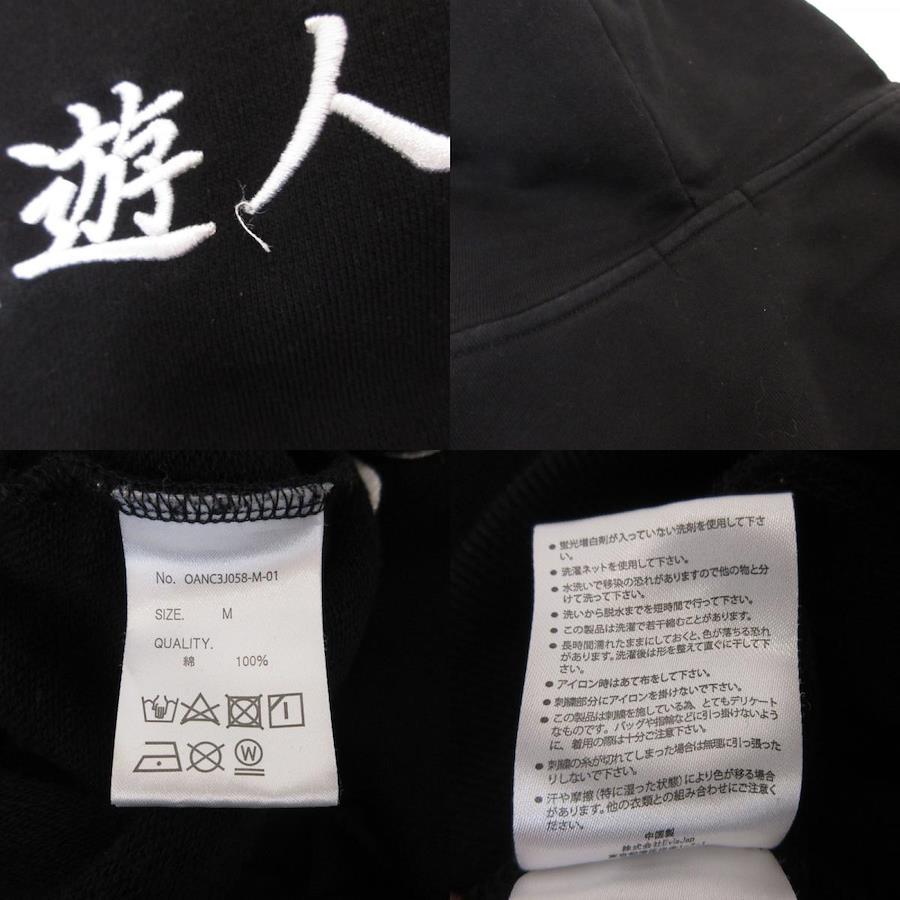 遊人
No. OANC3J058-M-01
SIZE. M
QUALITY.
綿 100%
W
● 蛍光増白剤が入っていない洗剤を使用して下さ
い。
● 洗濯ネットを使用して下さい。
● 水洗いで移染の恐れがありますので他の物と分
けて洗って下さい。
● 洗いから脱水までを短時間で行って下さい。
● この製品は洗濯で若干縮むことがあります。
● 長時間濡れたままにしておくと、色が落ちる恐れ
があります。洗濯後は形を整えて直ぐに干して下
さい。
● アイロン時はあて布をして下さい。
● 刺繍部分にアイロンを掛けないで下さい。
● この製品は刺繍を施している為、とてもデリケート
なものです。バッグや指輪などに引っ掛けないよう
に、着用の際は十分ご注意下さい。
● 刺繍の糸が切れてしまった場合は無理に引っ張った
りしないで下さい。
● 汗や摩擦(特に湿った状態)により色が移る場合
があります。他の衣類との組み合わせにご注意く
ださい。
中国製
株式会社EviaJan